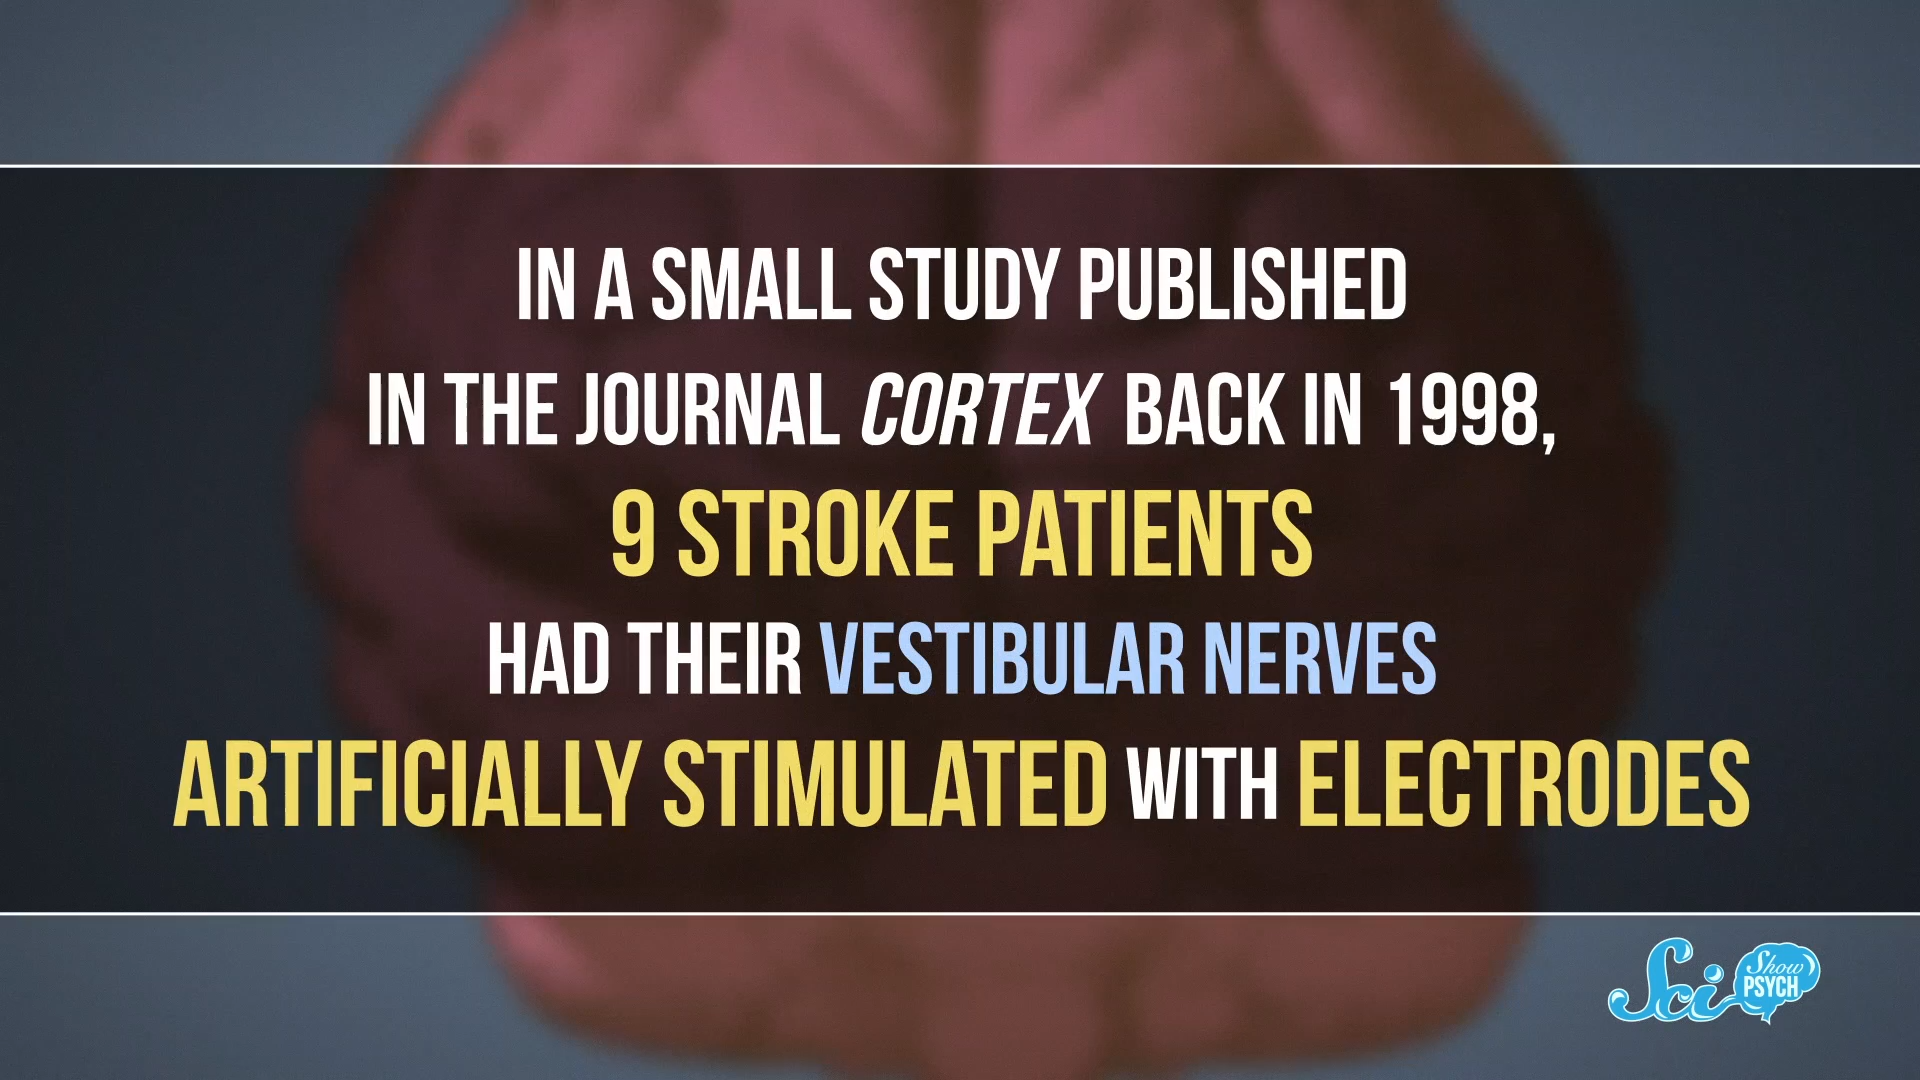 IN A SMALL STUDY PUBLISHED
IN THE JOURNAL CORTEX BACK IN 1998,
9 STROKE PATIENTS
HAD THEIR VESTIBULAR NERVES
ARTIFICIALLY STIMULATED WITH ELECTRODES
Sci Show
PSYCH